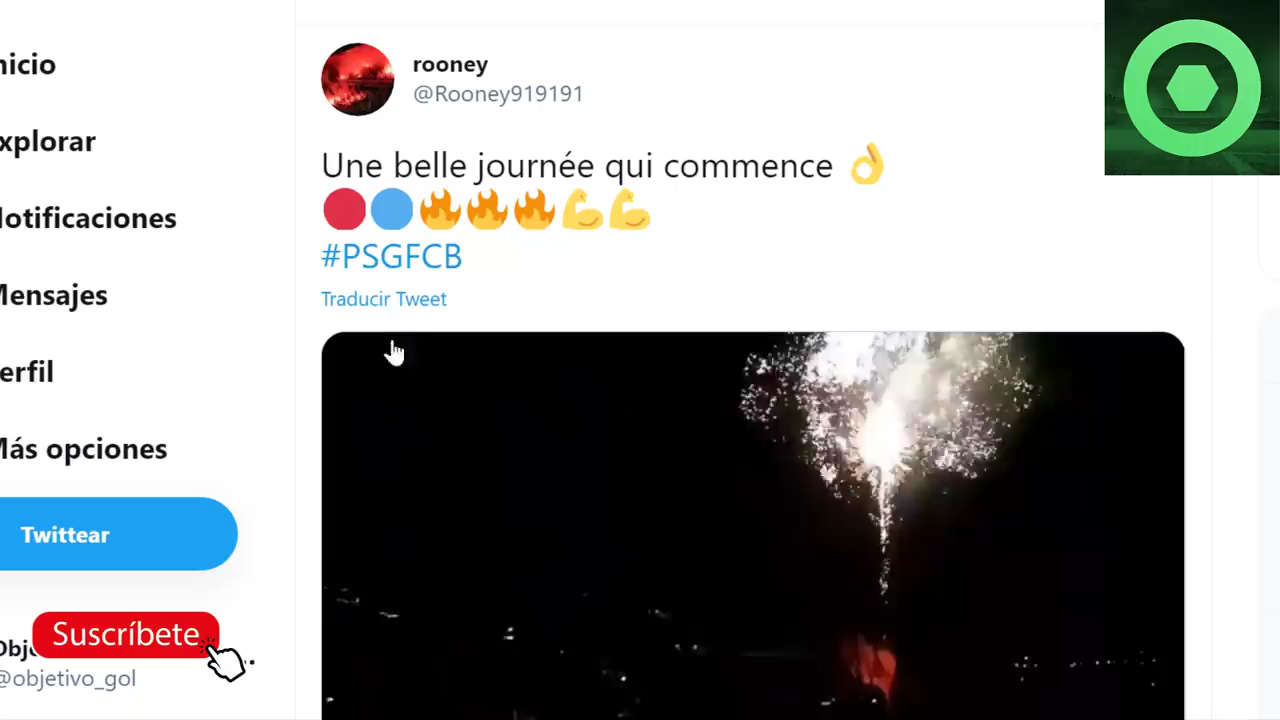 nicio
xplorar
lotificaciones
Mensajes
erfil
Más opciones
Twittear
Suscríbete
Obje
@objetivo_gol
rooney
@Rooney919191
Une belle journée qui commence 👌
🔴🔵🔥🔥🔥💪💪
#PSGFCB
Traducir Tweet